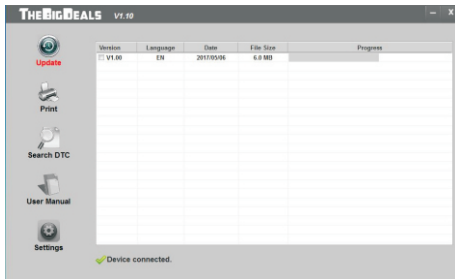 THEBIGDEALS V1.10
Update
Print
Search DTC
User Manual
Settings
Version Language Date File Size Progress
V1.00 EN 2017/05/06 6.8 MB
Device connected.